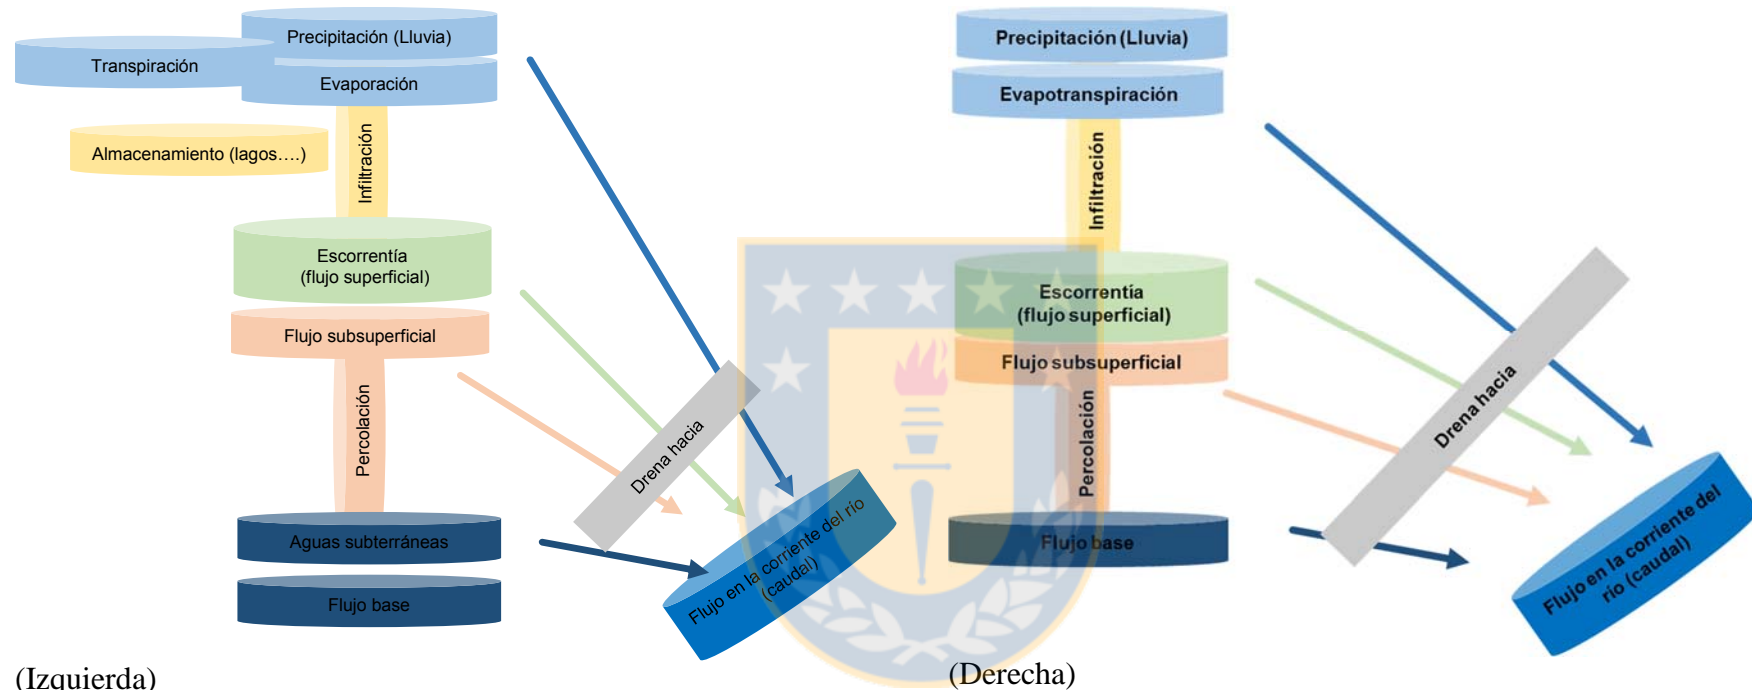 Precipitación (Lluvia)
Transpiración
Evaporación
Almacenamiento (lagos….)
Infiltración
Escorrentía
(flujo superficial)
Flujo subsuperficial
Percolación
Aguas subterráneas
Flujo base
Drena hacia
Flujo en la corriente del río
(caudal)
(Izquierda)
Precipitación (Lluvia)
Evapotranspiración
Infiltración
Escorrentía
(flujo superficial)
Flujo subsuperficial
Percolación
Flujo base
Drena hacia
Flujo en la corriente del
río (caudal)
(Derecha)